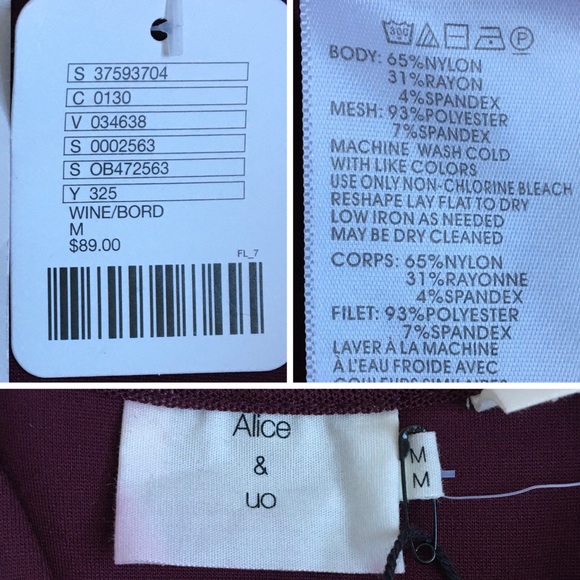 S 37593704
C 0130
V 034638
S 0002563
S OB472563
Y 325
WINE/BORD
M
$89.00
FL_7
300
P
BODY: 65%NYLON
31%RAYON
4%SPANDEX
MESH: 93%POLYESTER
7%SPANDEX
MACHINE WASH COLD
WITH LIKE COLORS
USE ONLY NON-CHLORINE BLEACH
RESHAPE LAY FLAT TO DRY
LOW IRON AS NEEDED
MAY BE DRY CLEANED
CORPS: 65%NYLON
31%RAYONNE
4%SPANDEX
FILET: 93%POLYESTER
7%SPANDEX
LAVER À LA MACHINE
À L'EAU FROIDE AVEC
COULEURS SIMILAIRES
Alice
&
uo
M
M